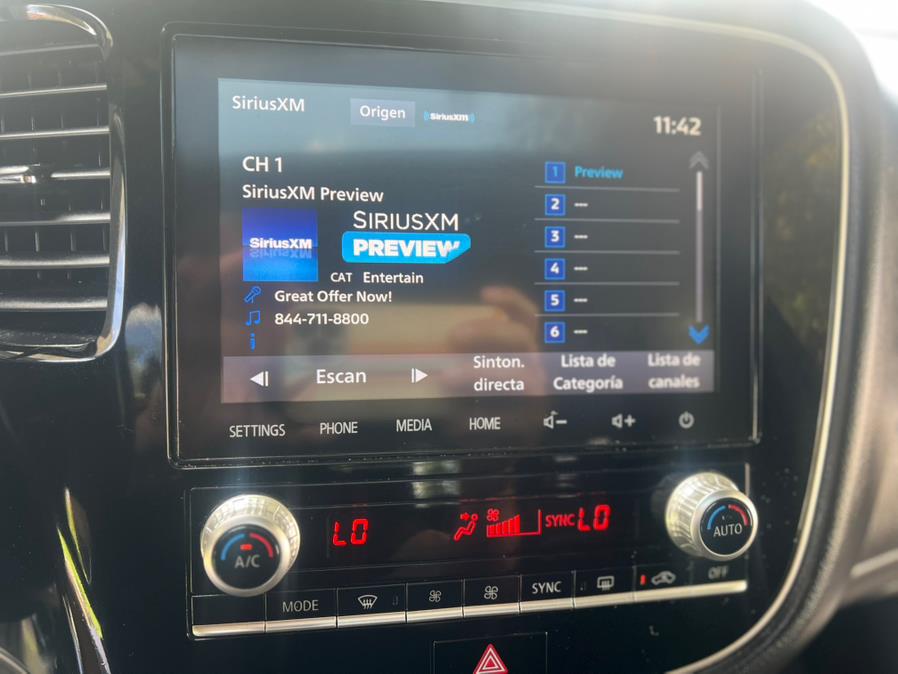 SiriusXM
Origen
SiriusXM
11:42
CH 1
SiriusXM Preview
SiriusXM
SIRIUSXM
PREVIEW
CAT Entertain
Great Offer Now!
844-711-8800
1 Preview
2 ---
3 ---
4 ---
5 ---
6 ---
Escan
Sinton.
directa
Lista de
Categoría
Lista de
canales
SETTINGS PHONE MEDIA HOME
LO SYNC LO
A/C
AUTO
MODE SYNC OFF